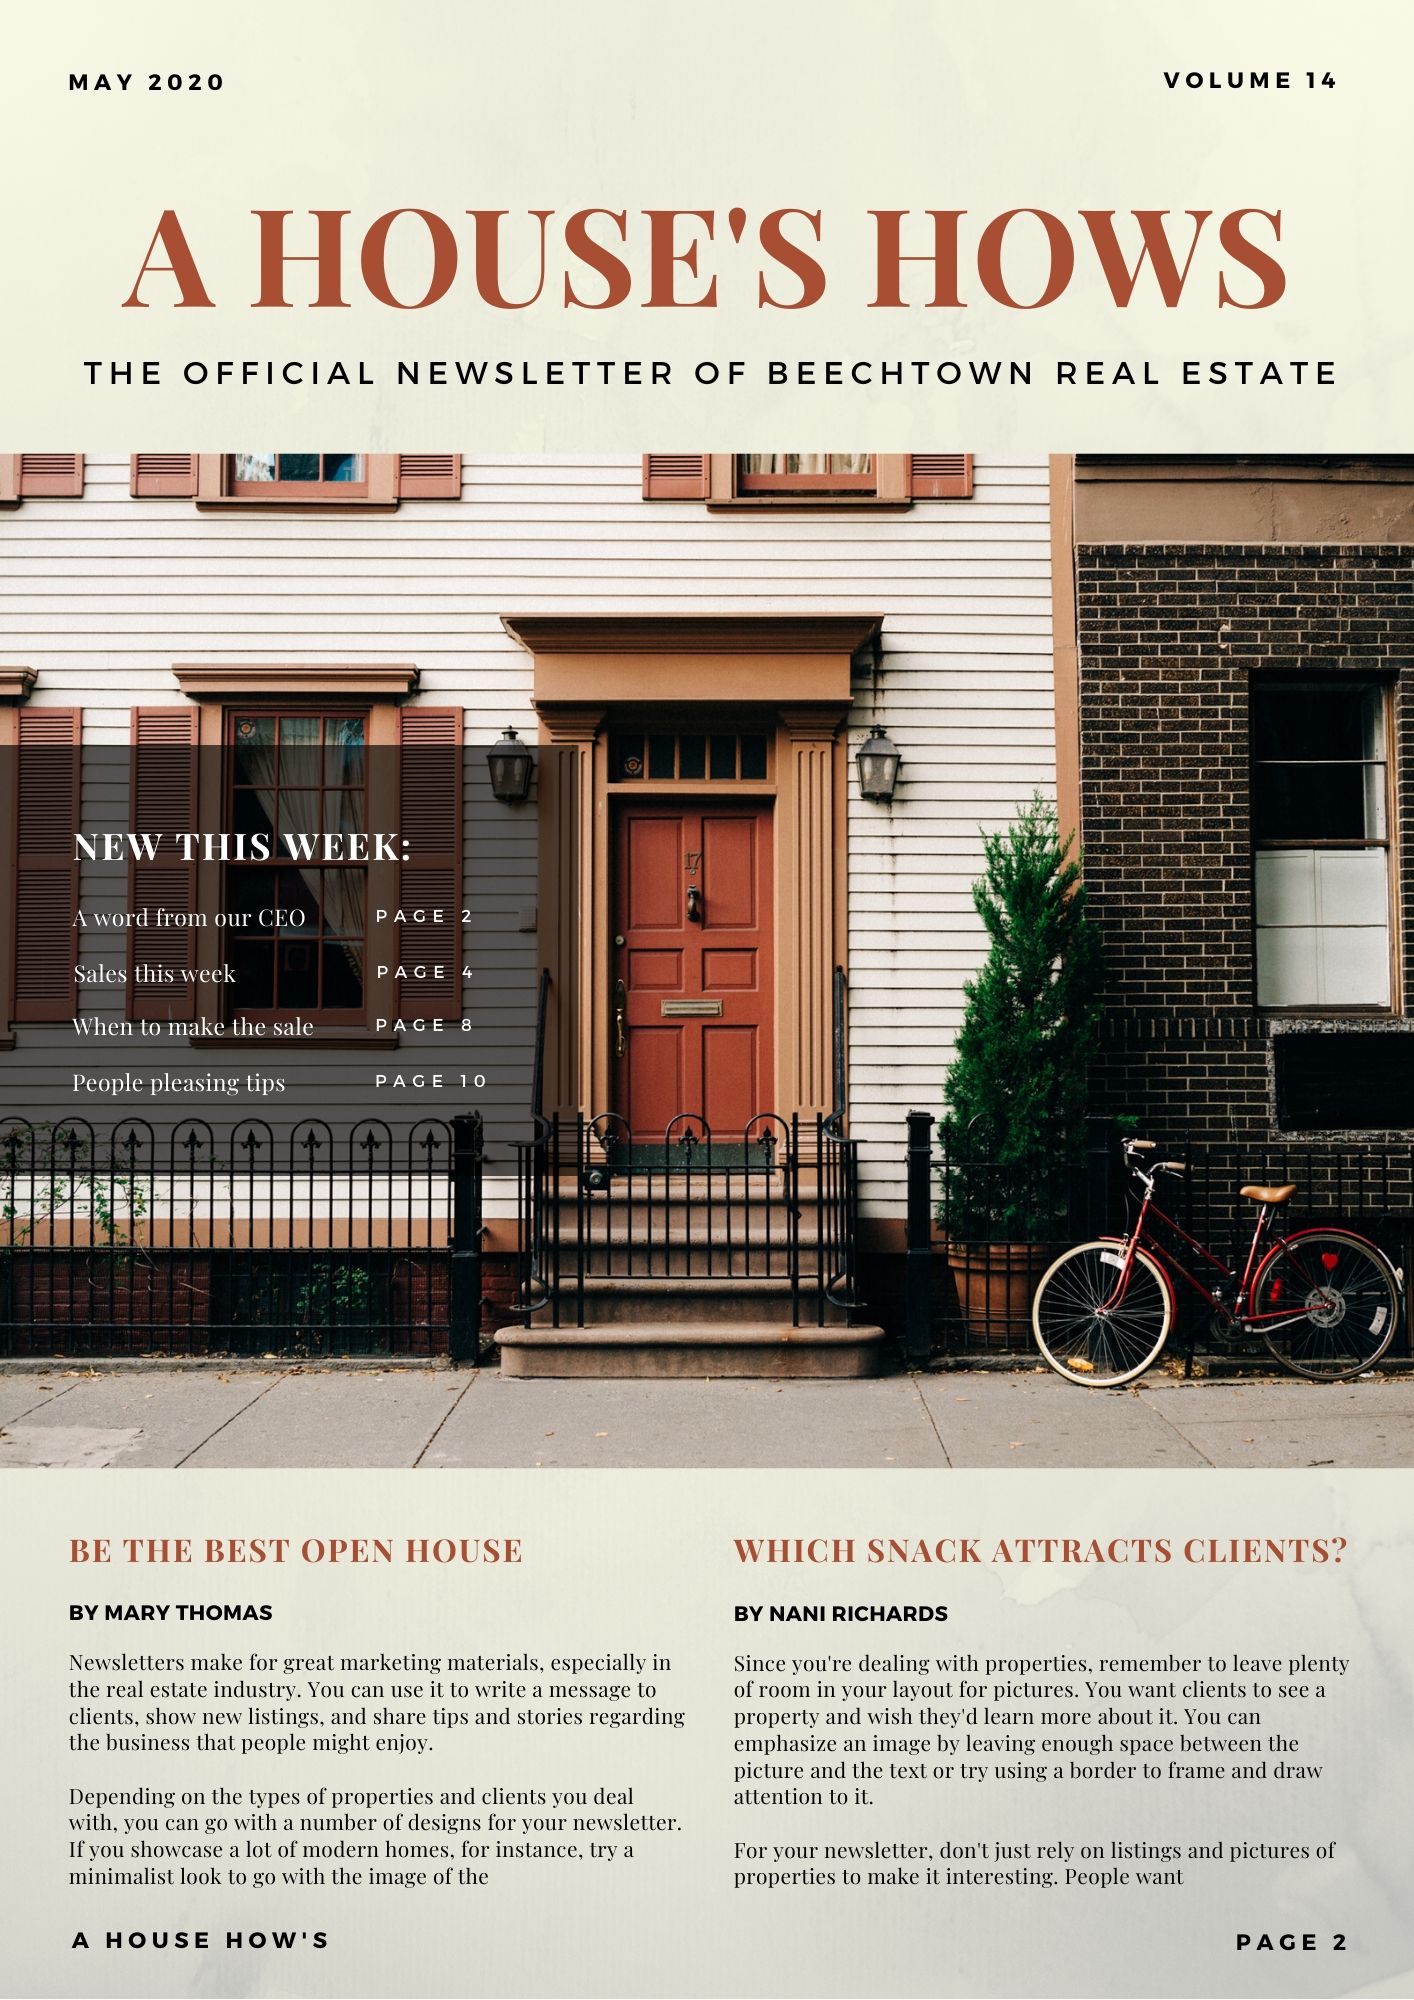 MAY 2020
VOLUME 14
A HOUSE'S HOWS
THE OFFICIAL NEWSLETTER OF BEECHTOWN REAL ESTATE
17
NEW THIS WEEK:
A word from our CEO PAGE 2
Sales this week PAGE 4
When to make the sale PAGE 8
People pleasing tips PAGE 10
BE THE BEST OPEN HOUSE
BY MARY THOMAS
Newsletters make for great marketing materials, especially in
the real estate industry. You can use it to write a message to
clients, show new listings, and share tips and stories regarding
the business that people might enjoy.
Depending on the types of properties and clients you deal
with, you can go with a number of designs for your newsletter.
If you showcase a lot of modern homes, for instance, try a
minimalist look to go with the image of the
WHICH SNACK ATTRACTS CLIENTS?
BY NANI RICHARDS
Since you're dealing with properties, remember to leave plenty
of room in your layout for pictures. You want clients to see a
property and wish they'd learn more about it. You can
emphasize an image by leaving enough space between the
picture and the text or try using a border to frame and draw
attention to it.
For your newsletter, don't just rely on listings and pictures of
properties to make it interesting. People want
A HOUSE HOW'S
PAGE 2